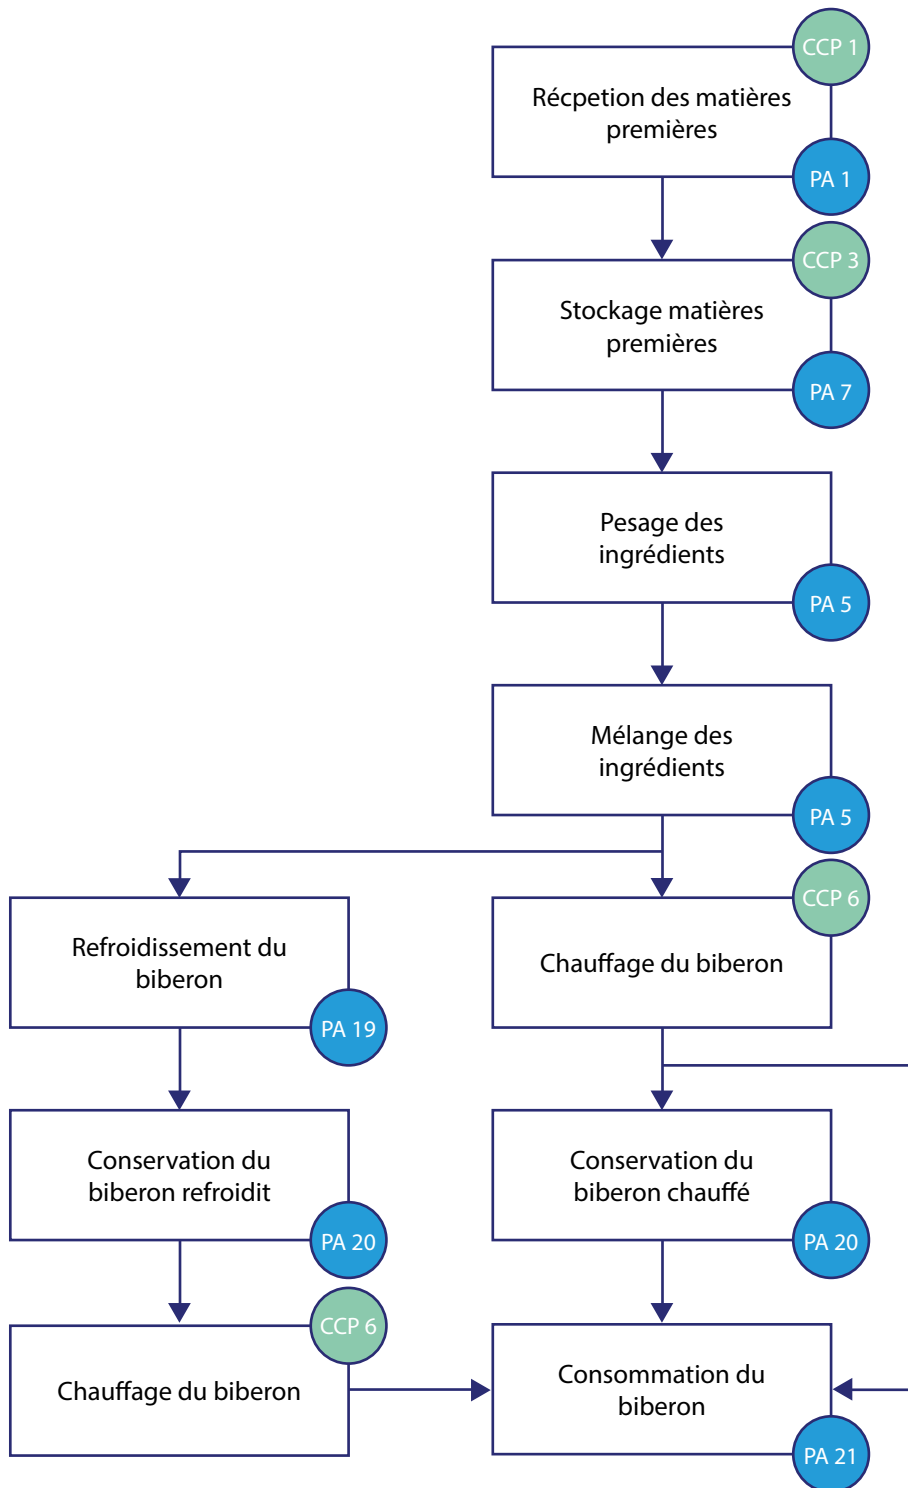 CCP 1
Récpetion des matières
premières
PA 1
CCP 3
Stockage matières
premières
PA 7
Pesage des
ingrédients
PA 5
Mélange des
ingrédients
PA 5
Refroidissement du
biberon
PA 19
CCP 6
Chauffage du biberon
Conservation du
biberon refroidit
PA 20
Conservation du
biberon chauffé
PA 20
CCP 6
Chauffage du biberon
Consommation du
biberon
PA 21